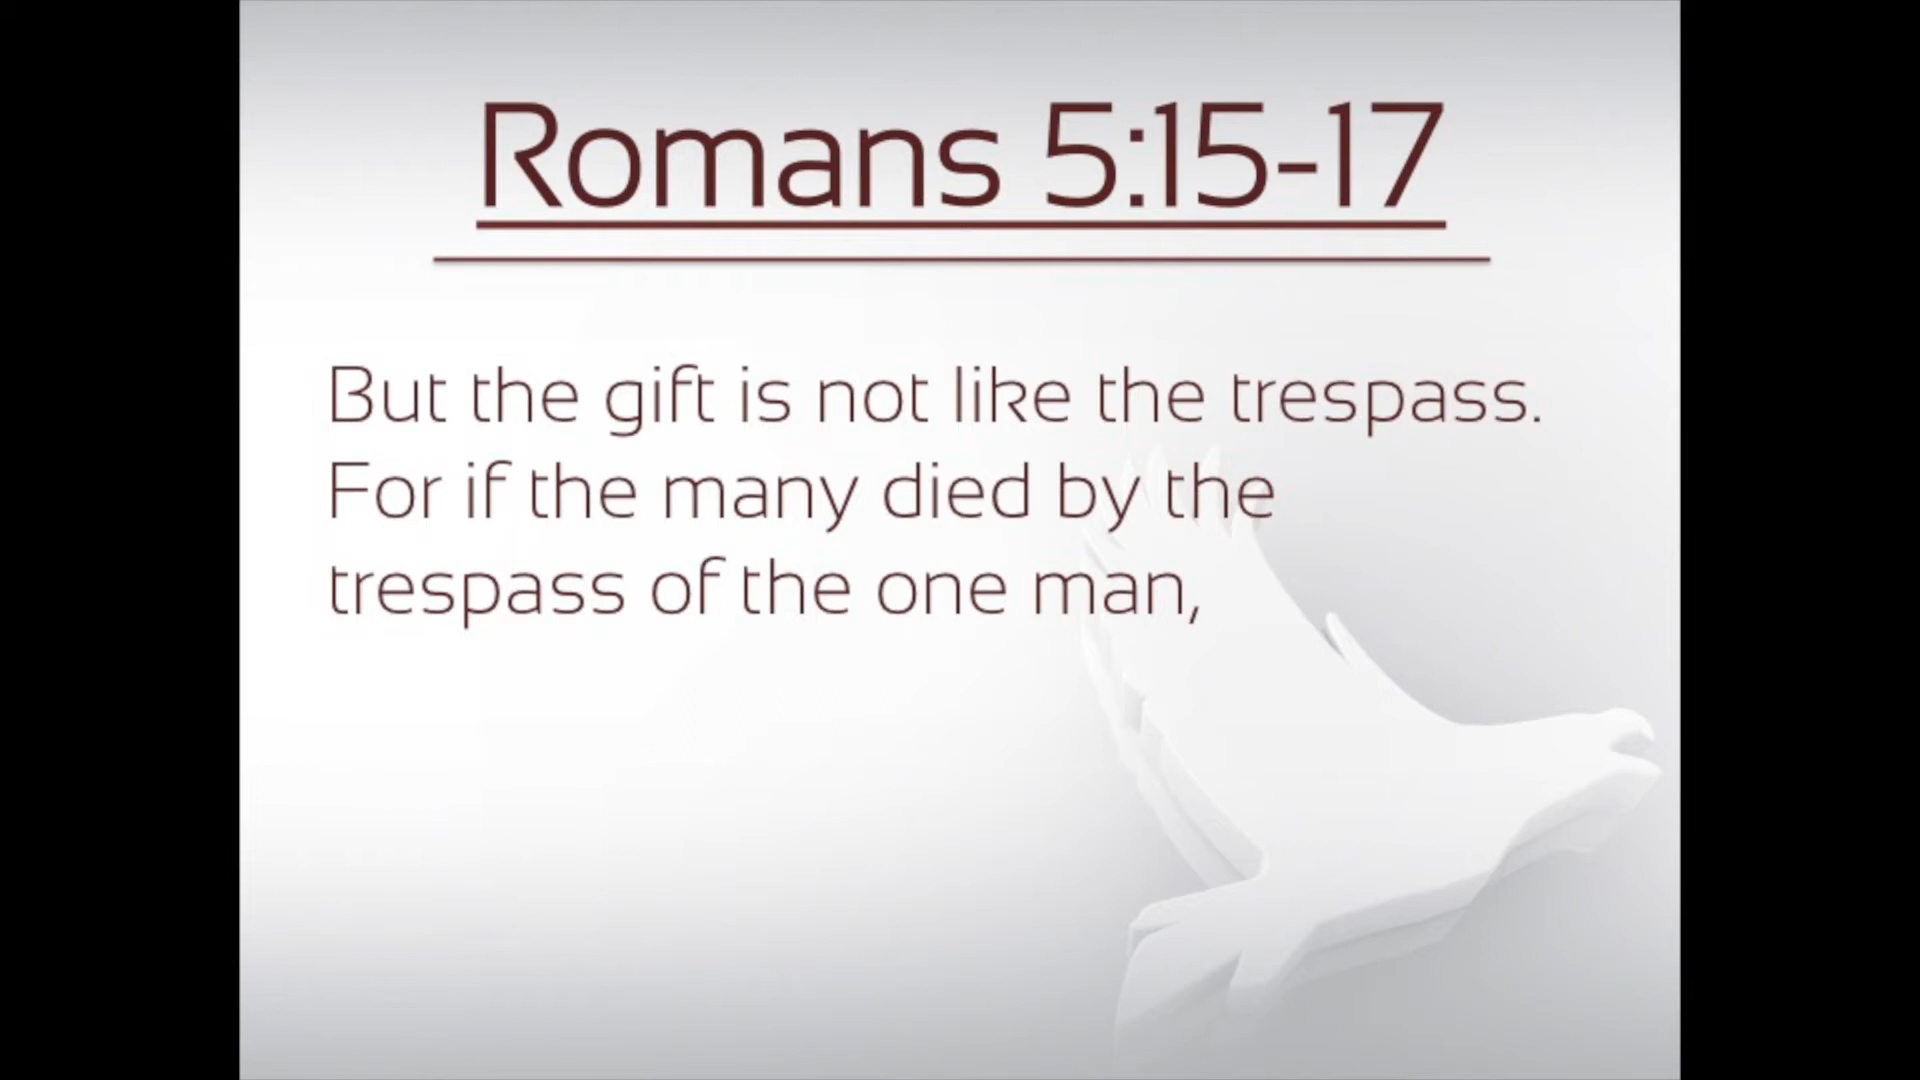 Romans 5:15-17
But the gift is not like the trespass.
For if the many died by the
trespass of the one man,